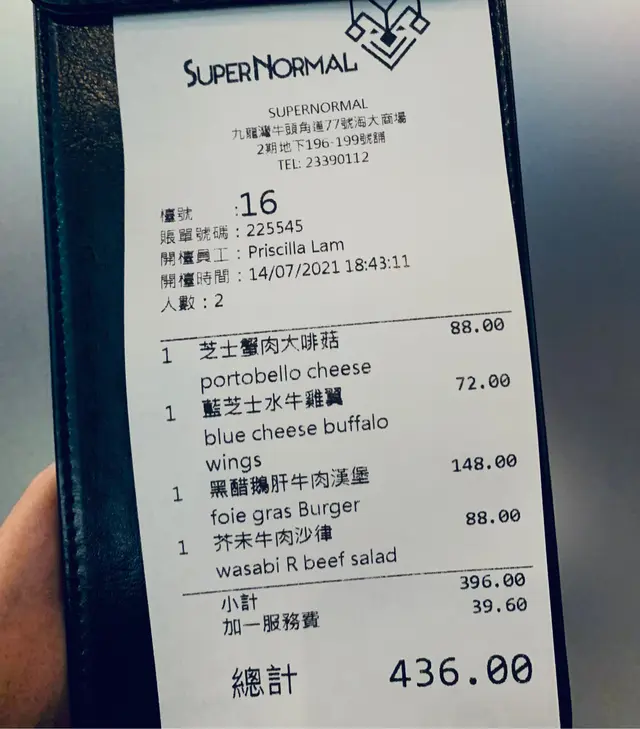 SUPERNORMAL
SUPERNORMAL
九龍灣牛頭角道77號淘大商場
2期地下196-199號舖
TEL: 23390112
檯號 :16
賬單號碼 : 225545
開檯員工 : Priscilla Lam
開檯時間 : 14/07/2021 18:43:11
人數 : 2
1 芝士蟹肉大啡菇 88.00
portobello cheese
1 藍芝士水牛雞翼 72.00
blue cheese buffalo
wings
1 黑醋鵝肝牛肉漢堡 148.00
foie gras Burger
1 芥末牛肉沙律 88.00
wasabi R beef salad
小計 396.00
加一服務費 39.60
總計 436.00